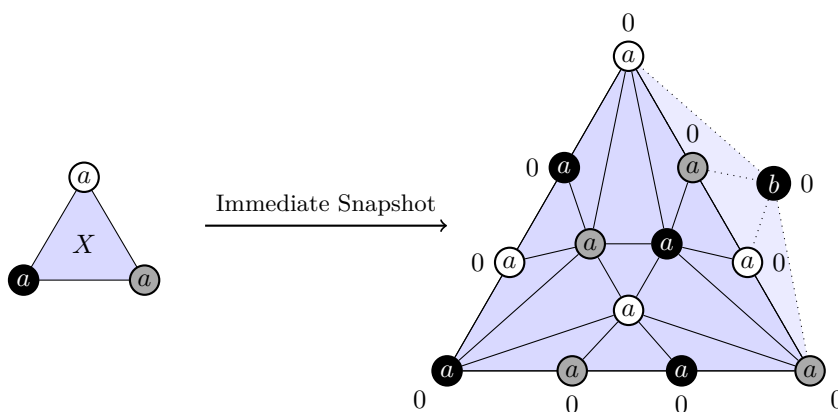 0
a
0
a 0 a
a b 0
Immediate Snapshot
X
a a
0 a a a a 0
a
a a a a
0 0 0 0